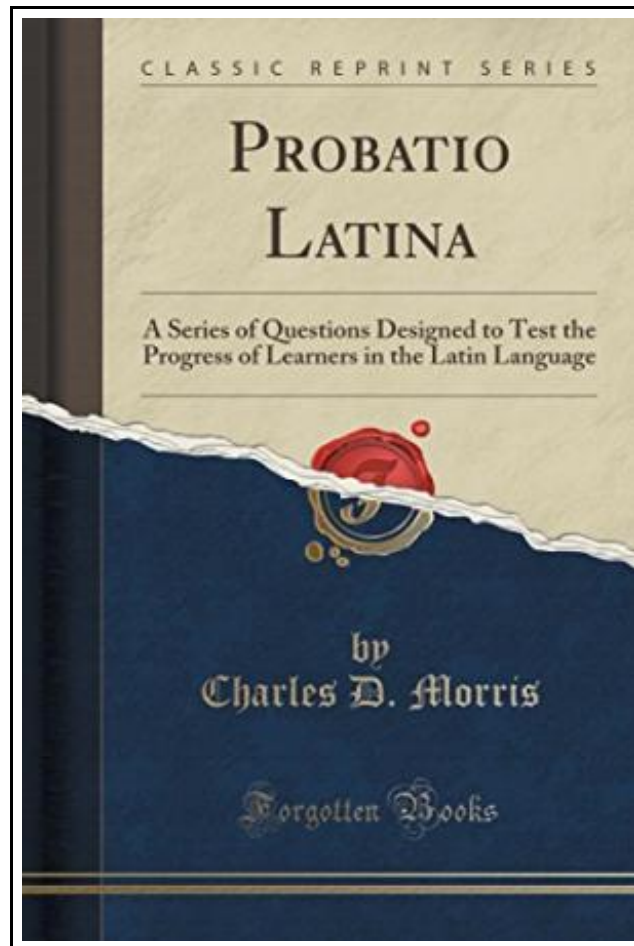 CLASSIC REPRINT SERIES
PROBATIO
LATINA
A Series of Questions Designed to Test the
Progress of Learners in the Latin Language
by
Charles D. Morris
Forgotten Books